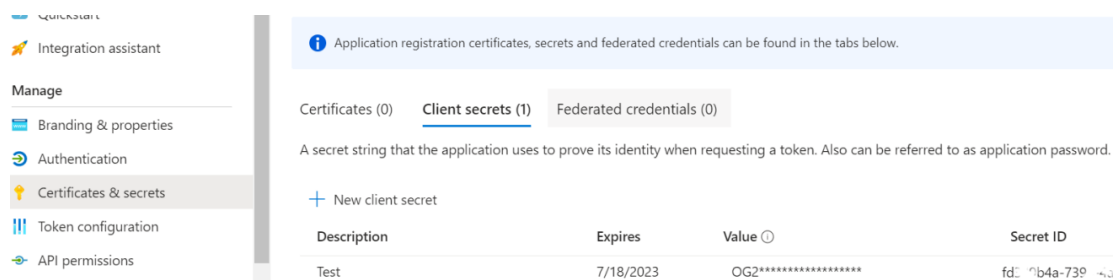 Integration assistant
Application registration certificates, secrets and federated credentials can be found in the tabs below.
Manage
Branding & properties
Authentication
Certificates & secrets
Token configuration
API permissions
Certificates (0) Client secrets (1) Federated credentials (0)
A secret string that the application uses to prove its identity when requesting a token. Also can be referred to as application password.
New client secret
Description Expires Value Secret ID
Test 7/18/2023 OG2******************